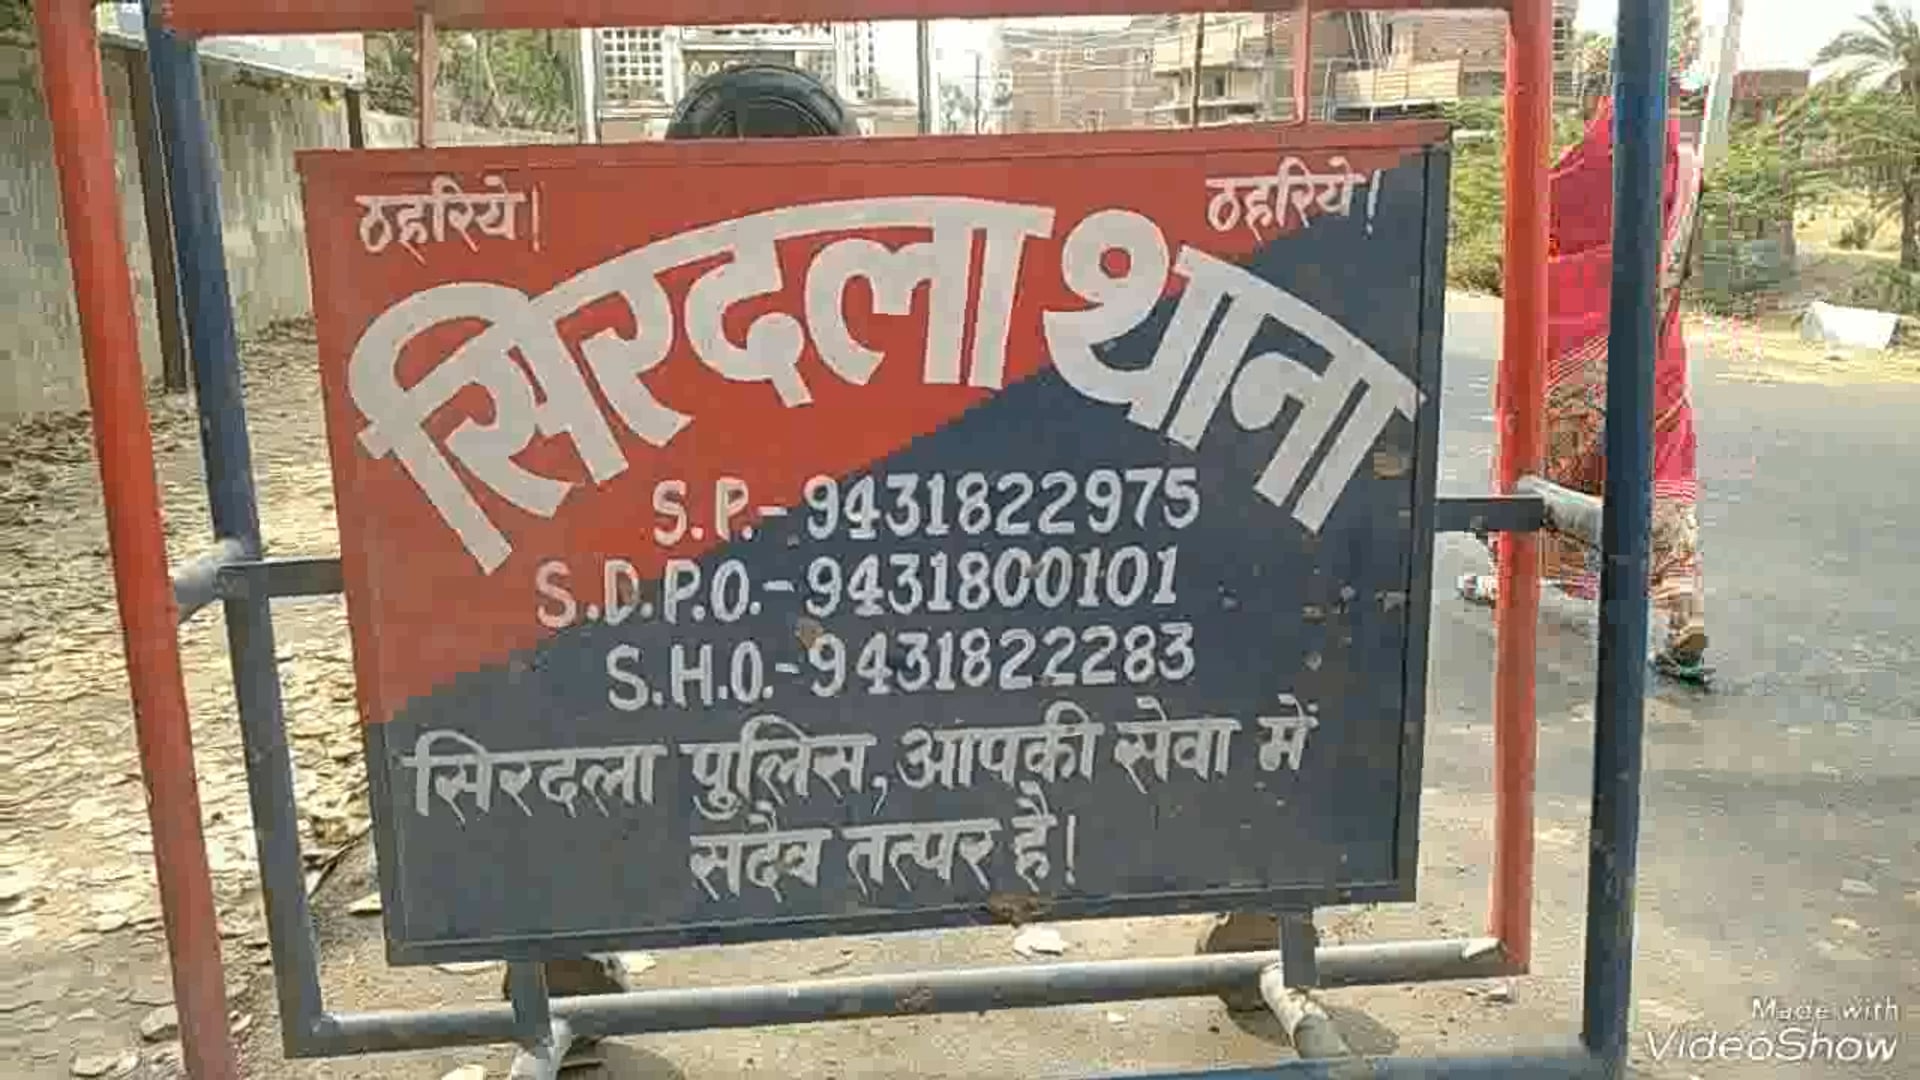 ठहरिये! ठहरिये!
सिरदला थाना
S.P.-9431822975
S.D.P.O.-9431800101
S.H.O.-9431822283
सिरदला पुलिस, आपकी सेवा में
सदैव तत्पर है!
Made with
VideoShow